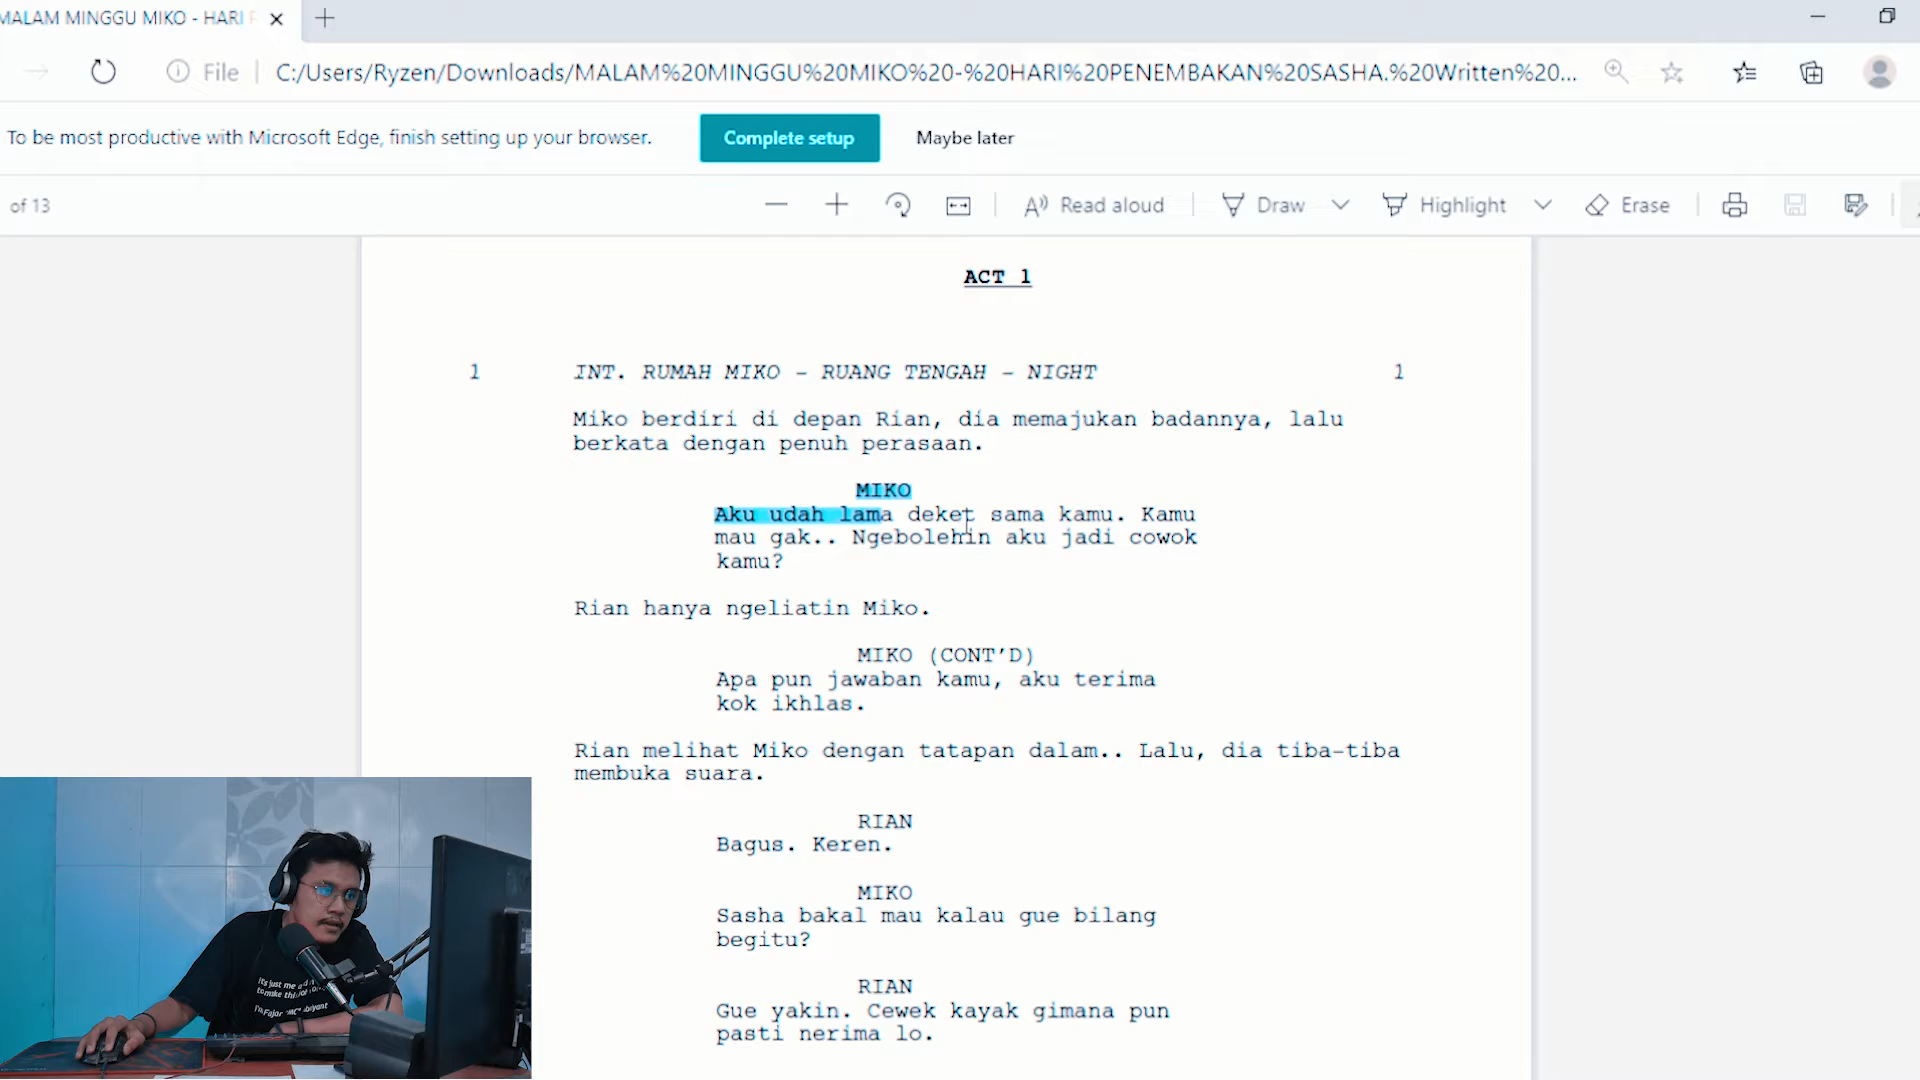 MALAM MINGGU MIKO - HARI
File
C:/Users/Ryzen/Downloads/MALAM%20MINGGU%20MIKO%20-%20HARI%20PENEMBAKAN%20SASHA.%20Written%20...
To be most productive with Microsoft Edge, finish setting up your browser.
Complete setup
Maybe later
of 13
Read aloud
Draw
Highlight
Erase
ACT 1
1 INT. RUMAH MIKO - RUANG TENGAH - NIGHT 1
Miko berdiri di depan Rian, dia memajukan badannya, lalu
berkata dengan penuh perasaan.
MIKO
Aku udah lama deket sama kamu. Kamu
mau gak.. Ngebolehin aku jadi cowok
kamu?
Rian hanya ngeliatin Miko.
MIKO (CONT'D)
Apa pun jawaban kamu, aku terima
kok ikhlas.
Rian melihat Miko dengan tatapan dalam.. Lalu, dia tiba-tiba
membuka suara.
RIAN
Bagus. Keren.
MIKO
Sasha bakal mau kalau gue bilang
begitu?
RIAN
Gue yakin. Cewek kayak gimana pun
pasti nerima lo.
It's just me